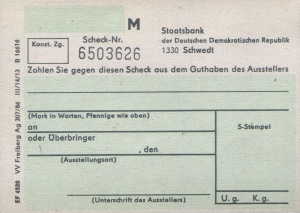 M
Konst. Zg.
Scheck-Nr.
6503626
Staatsbank
der Deutschen Demokratischen Republik
1330 Schwedt
Zahlen Sie gegen diesen Scheck aus dem Guthaben des Ausstellers
(Mark in Worten, Pfennige wie oben)
an
oder Überbringer
, den
(Ausstellungsort)
(Unterschrift des Ausstellers)
S-Stempel
U. g. K. g.
EF 4520 VV Freiberg Ag 307/86 III/14/13 B 16616